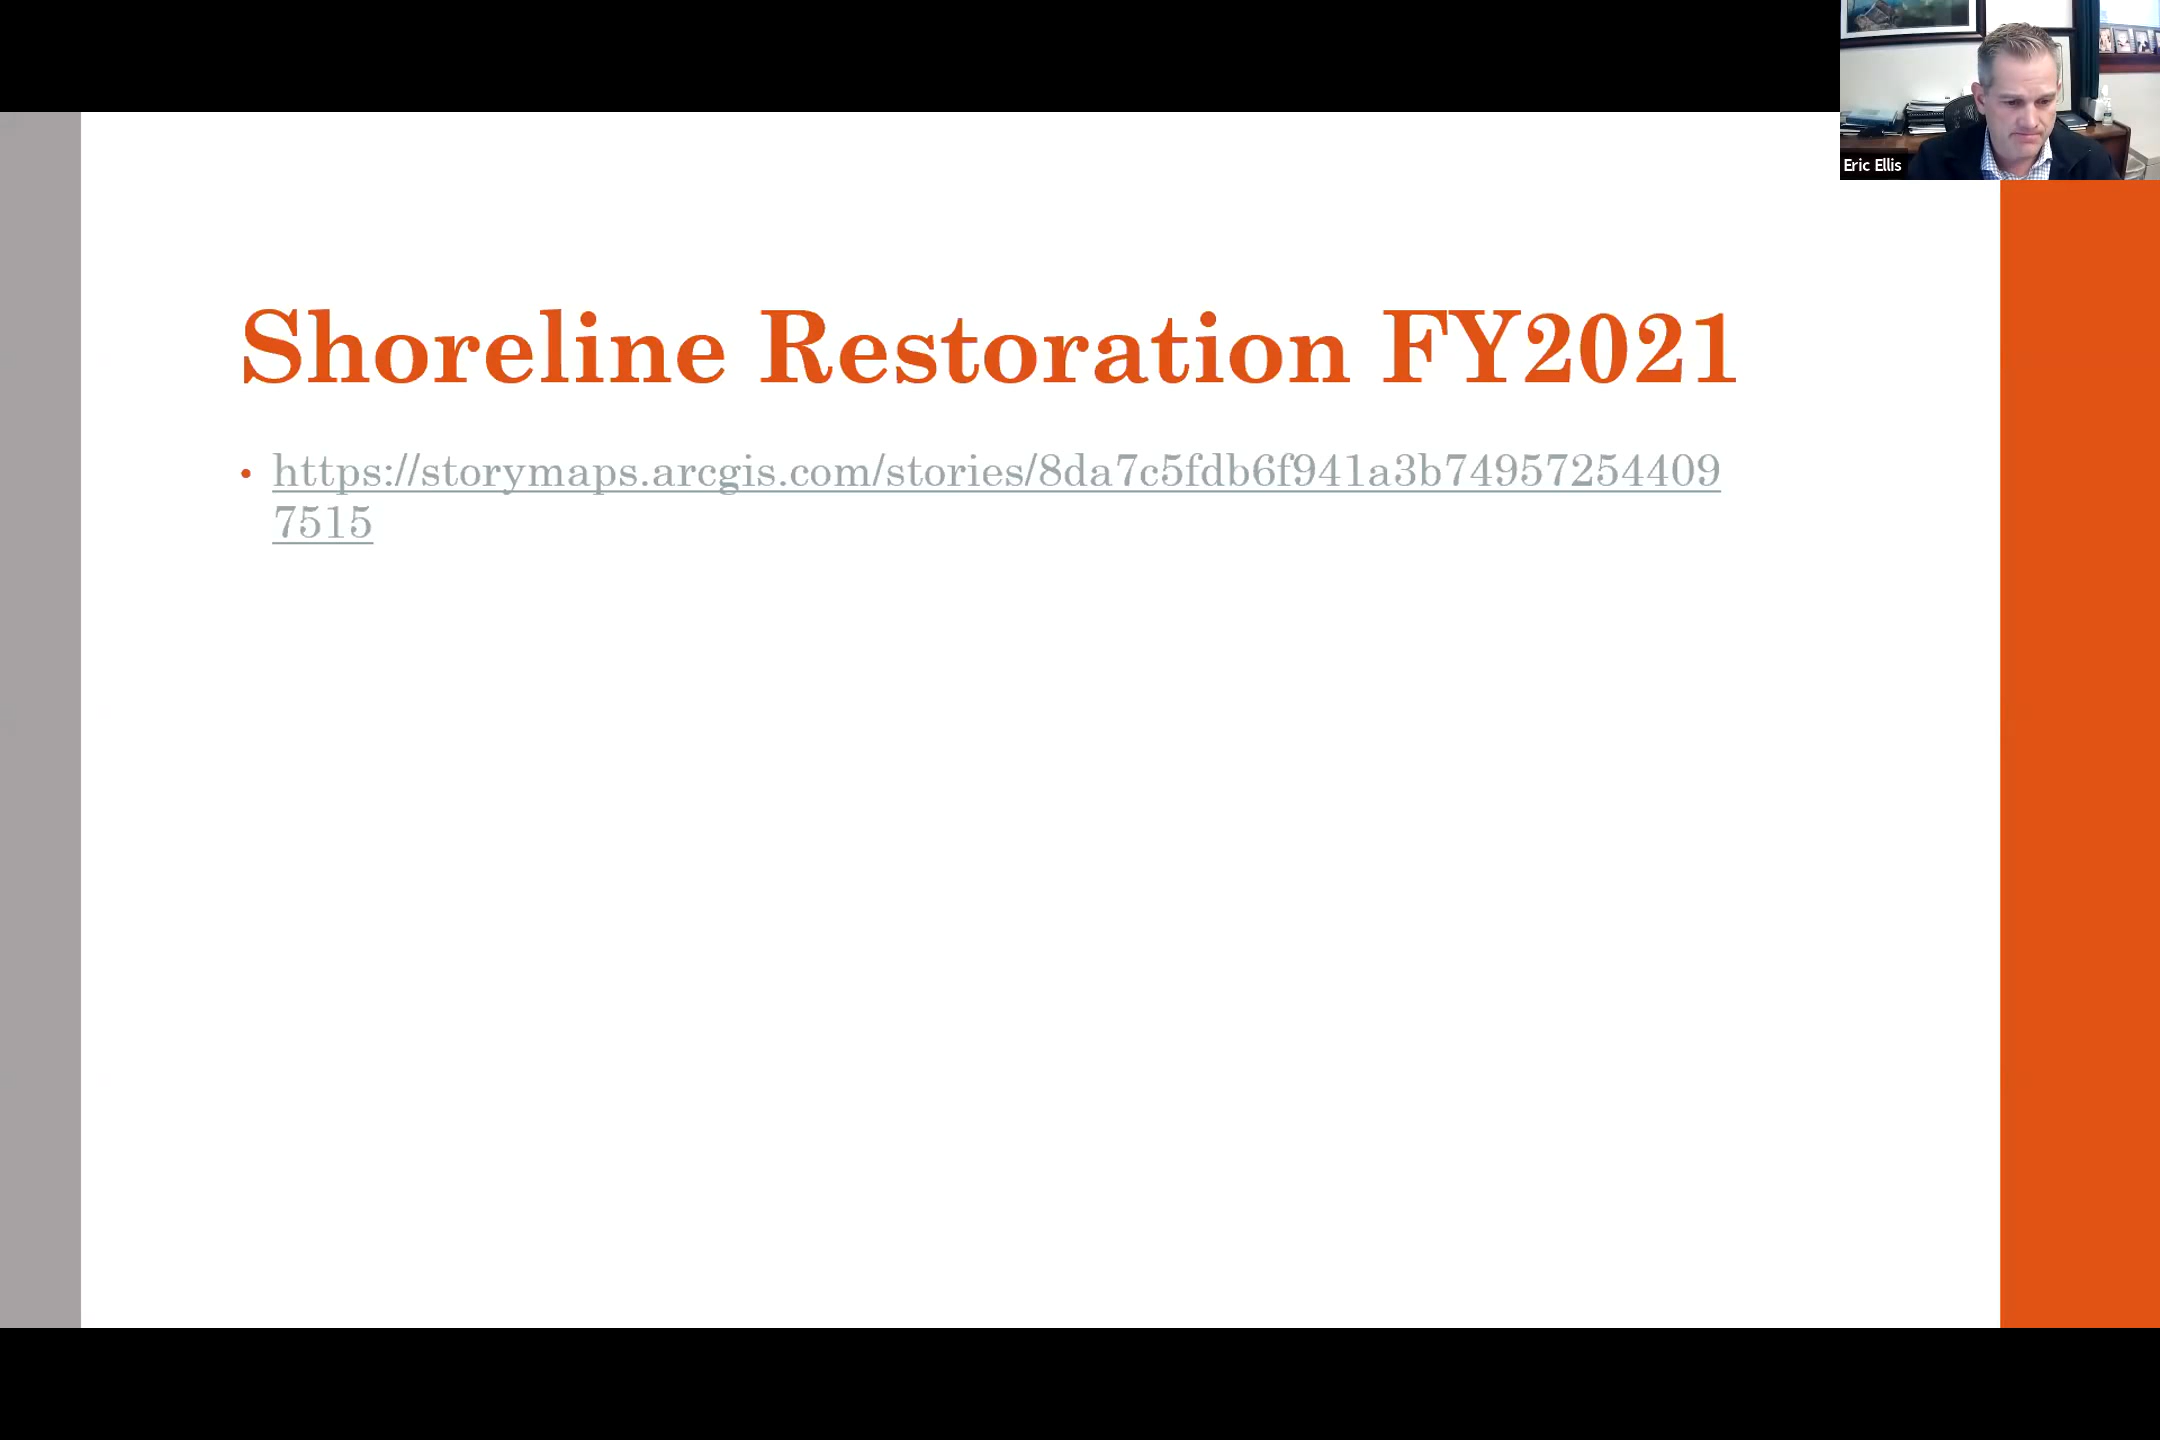 Eric Ellis
Shoreline Restoration FY2021
• https://storymaps.arcgis.com/stories/8da7c5fdb6f941a3b74957254409
7515